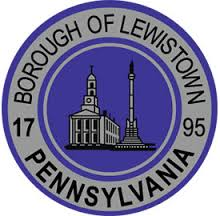 BOROUGH OF LEWISTOWN
17 95
PENNSYLVANIA